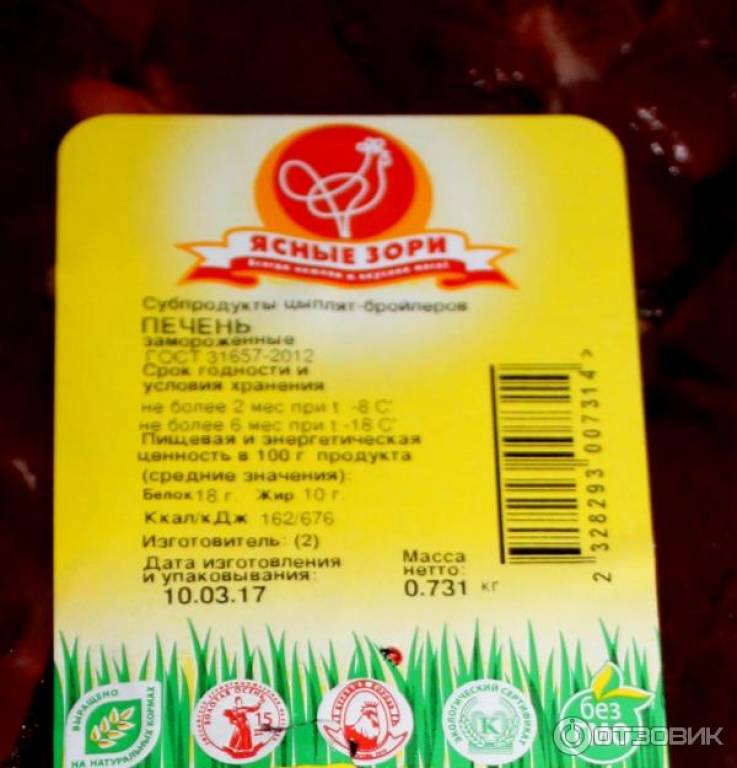 ЯСНЫЕ ЗОРИ
Субпродукты цыплят-бройлеров
ПЕЧЕНЬ
замороженные
ГОСТ 31657-2012
Срок годности и
условия хранения
не более 2 мес при t -8 C°
не более 6 мес при t -18 C°
Пищевая и энергетическая
ценность в 100 г продукта
(средние значения):
Белок 18 г. Жир 10 г.
Ккал/кДж 162/676
Изготовитель: (2)
Дата изготовления
и упаковывания:
10.03.17
Масса
нетто:
0.731 кг
2 328293 007314 >
ВЫРАЩЕНО
НА НАТУРАЛЬНЫХ КОРМАХ
ЗОЛОТАЯ ОСЕНЬ
15
ЭКОЛОГИЧЕСКИЙ СЕРТИФИКАТ
К
без
ОТЗОВИК